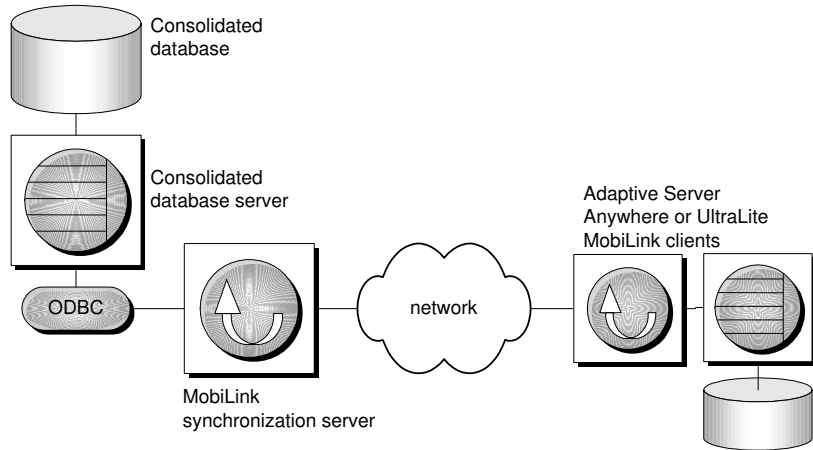 Consolidated
database
Consolidated
database server
Adaptive Server
Anywhere or UltraLite
MobiLink clients
ODBC
network
MobiLink
synchronization server